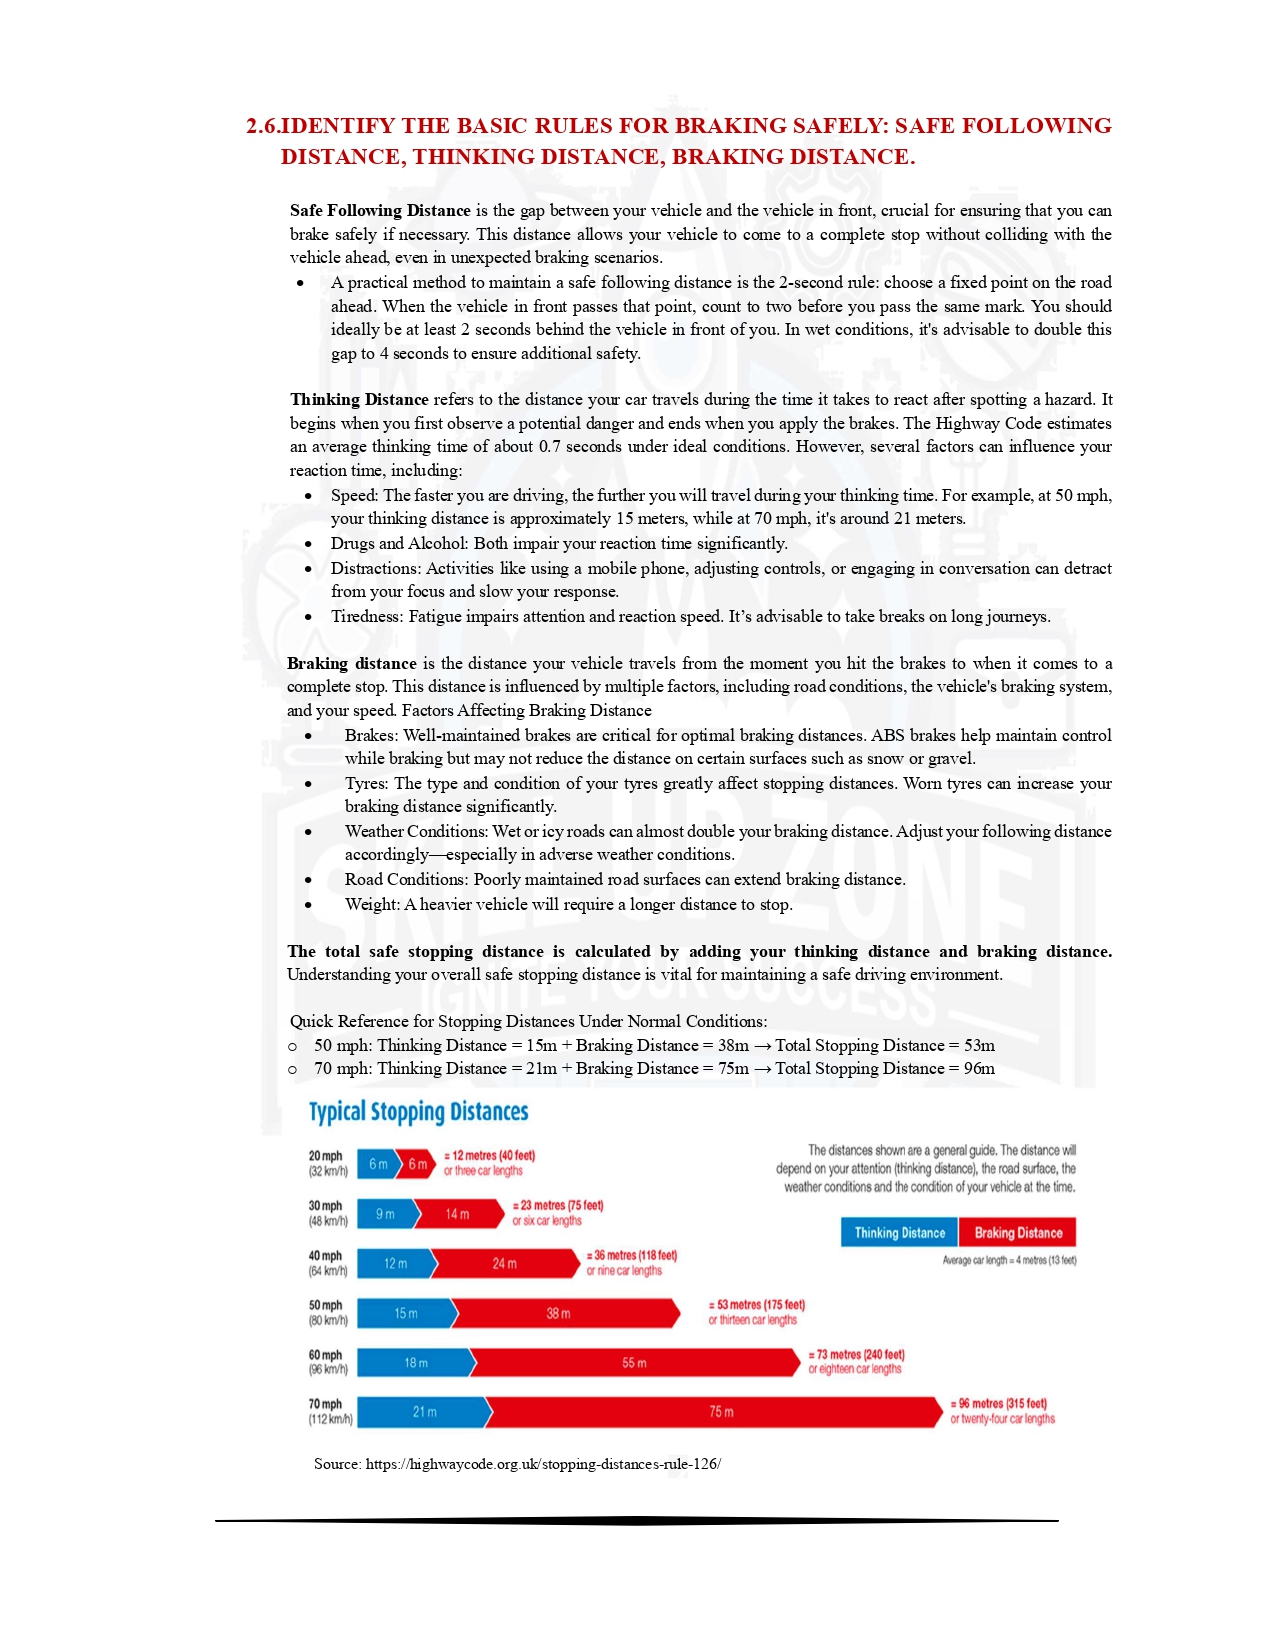 2.6.IDENTIFY THE BASIC RULES FOR BRAKING SAFELY: SAFE FOLLOWING
DISTANCE, THINKING DISTANCE, BRAKING DISTANCE.
Safe Following Distance is the gap between your vehicle and the vehicle in front, crucial for ensuring that you can
brake safely if necessary. This distance allows your vehicle to come to a complete stop without colliding with the
vehicle ahead, even in unexpected braking scenarios.
• A practical method to maintain a safe following distance is the 2-second rule: choose a fixed point on the road
ahead. When the vehicle in front passes that point, count to two before you pass the same mark. You should
ideally be at least 2 seconds behind the vehicle in front of you. In wet conditions, it's advisable to double this
gap to 4 seconds to ensure additional safety.
Thinking Distance refers to the distance your car travels during the time it takes to react after spotting a hazard. It
begins when you first observe a potential danger and ends when you apply the brakes. The Highway Code estimates
an average thinking time of about 0.7 seconds under ideal conditions. However, several factors can influence your
reaction time, including:
• Speed: The faster you are driving, the further you will travel during your thinking time. For example, at 50 mph,
your thinking distance is approximately 15 meters, while at 70 mph, it's around 21 meters.
• Drugs and Alcohol: Both impair your reaction time significantly.
• Distractions: Activities like using a mobile phone, adjusting controls, or engaging in conversation can detract
from your focus and slow your response.
• Tiredness: Fatigue impairs attention and reaction speed. It’s advisable to take breaks on long journeys.
Braking distance is the distance your vehicle travels from the moment you hit the brakes to when it comes to a
complete stop. This distance is influenced by multiple factors, including road conditions, the vehicle's braking system,
and your speed. Factors Affecting Braking Distance
• Brakes: Well-maintained brakes are critical for optimal braking distances. ABS brakes help maintain control
while braking but may not reduce the distance on certain surfaces such as snow or gravel.
• Tyres: The type and condition of your tyres greatly affect stopping distances. Worn tyres can increase your
braking distance significantly.
• Weather Conditions: Wet or icy roads can almost double your braking distance. Adjust your following distance
accordingly—especially in adverse weather conditions.
• Road Conditions: Poorly maintained road surfaces can extend braking distance.
• Weight: A heavier vehicle will require a longer distance to stop.
SKILL UP ZONE
IGNITE YOUR SUCCESS
The total safe stopping distance is calculated by adding your thinking distance and braking distance.
Understanding your overall safe stopping distance is vital for maintaining a safe driving environment.
Quick Reference for Stopping Distances Under Normal Conditions:
o 50 mph: Thinking Distance = 15m + Braking Distance = 38m → Total Stopping Distance = 53m
o 70 mph: Thinking Distance = 21m + Braking Distance = 75m → Total Stopping Distance = 96m
Typical Stopping Distances
The distances shown are a general guide. The distance will
depend on your attention (thinking distance), the road surface, the
weather conditions and the condition of your vehicle at the time.
Thinking Distance Braking Distance
Average car length = 4 metres (13 feet)
20 mph 6 m 6 m = 12 metres (40 feet)
(32 km/h) or three car lengths
30 mph 9 m 14 m = 23 metres (75 feet)
(48 km/h) or six car lengths
40 mph 12 m 24 m = 36 metres (118 feet)
(64 km/h) or nine car lengths
50 mph 15 m 38 m = 53 metres (175 feet)
(80 km/h) or thirteen car lengths
60 mph 18 m 55 m = 73 metres (240 feet)
(96 km/h) or eighteen car lengths
70 mph 21 m 75 m = 96 metres (315 feet)
(112 km/h) or twenty-four car lengths
Source: https://highwaycode.org.uk/stopping-distances-rule-126/